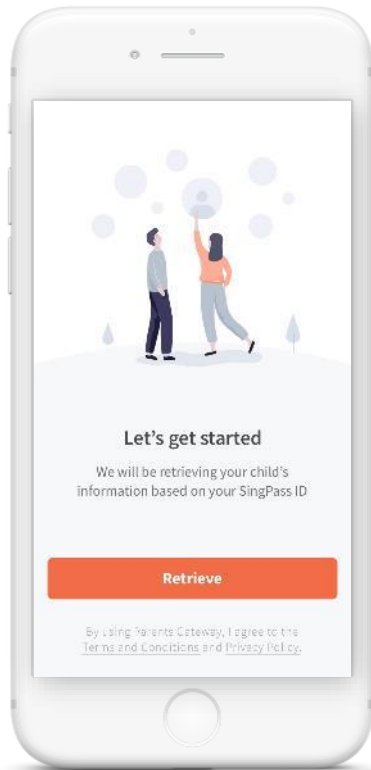 Let's get started
We will be retrieving your child's
information based on your SingPass ID
Retrieve
By using Parents Gateway, I agree to the
Terms and Conditions and Privacy Policy.